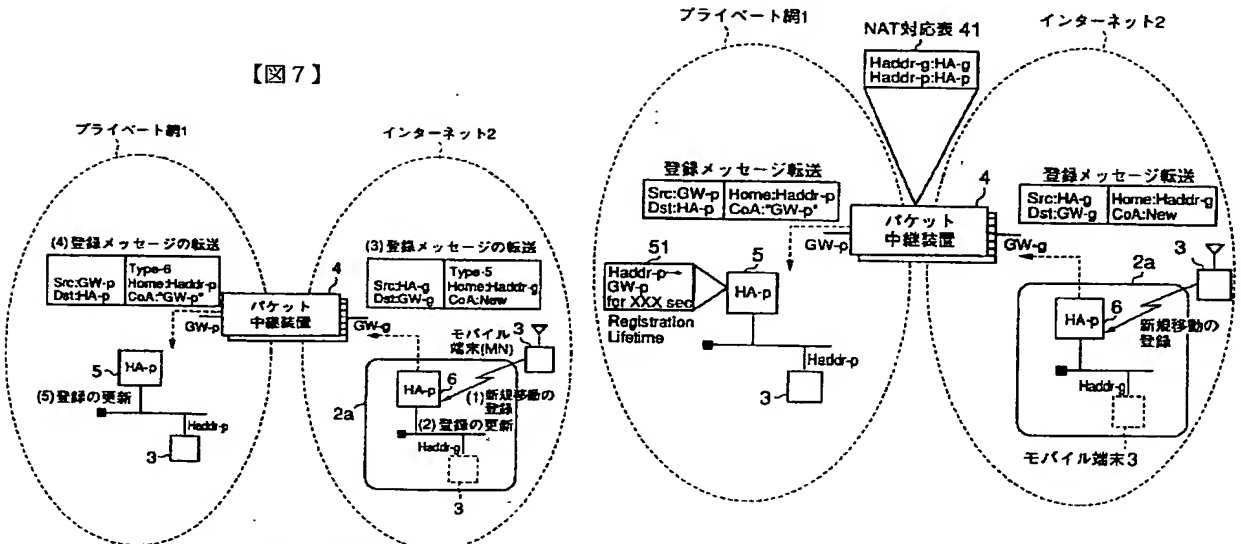 【図7】
プライベート網1
インターネット2
(4)登録メッセージの転送
Src:GW-p
Dst:HA-p
Type-6
Home:Haddr-p
CoA:"GW-p"
4
パケット
中継装置
GW-p
GW-g
(3)登録メッセージの転送
Src:HA-g
Dst:GW-g
Type-5
Home:Haddr-g
CoA:New
モバイル
端末(MN)
3
HA-p
5
(5)登録の更新
Haddr-p
3
HA-p
6
(1)新規移動の
登録
2a
(2)登録の更新
Haddr-g
3
プライベート網1
NAT対応表 41
Haddr-g:HA-g
Haddr-p:HA-p
インターネット2
登録メッセージ転送
Src:GW-p
Dst:HA-p
Home:Haddr-p
CoA:"GW-p"
4
パケット
中継装置
GW-p
GW-g
登録メッセージ転送
Src:HA-g
Dst:GW-g
Home:Haddr-g
CoA:New
51
Haddr-p→
GW-p
for XXX sec
Registration
Lifetime
5
HA-p
Haddr-p
3
3
2a
HA-p
6
新規移動の
登録
Haddr-g
モバイル端末3